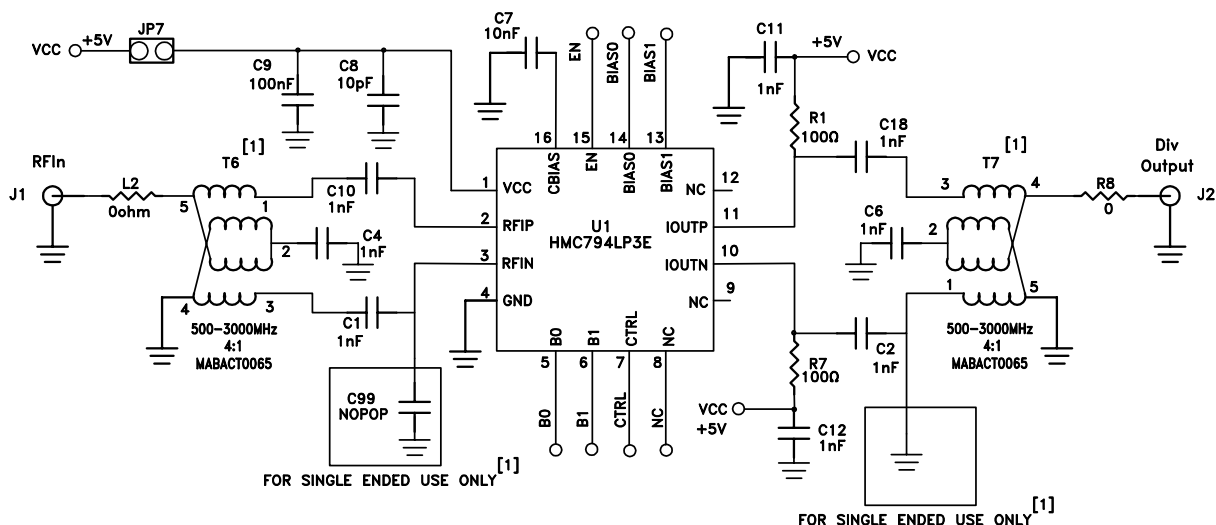 VCC +5V JP7
C9
100nF
C8
10pF
C7
10nF
EN
BIAS0
BIAS1
C11
1nF
+5V
VCC
R1
100Ω
C18
1nF
T6 [1]
T7 [1]
RFIn
J1
L2
0ohm
5
1
2
4
3
C10
1nF
C4
1nF
C1
1nF
500-3000MHz
4:1
MABACT0065
C99
NOPOP
FOR SINGLE ENDED USE ONLY [1]
16 15 14 13
CBIAS EN BIAS0 BIAS1
1 VCC
2 RFIP
3 RFIN
4 GND
U1
HMC794LP3E
NC 12
IOUTP 11
IOUTN 10
NC 9
B0 B1 CTRL NC
5 6 7 8
B0 B1 CTRL NC
C6
1nF
C2
1nF
R7
100Ω
VCC
+5V
C12
1nF
3
4
2
1
5
500-3000MHz
4:1
MABACT0065
R8
0
Div
Output
J2
FOR SINGLE ENDED USE ONLY [1]